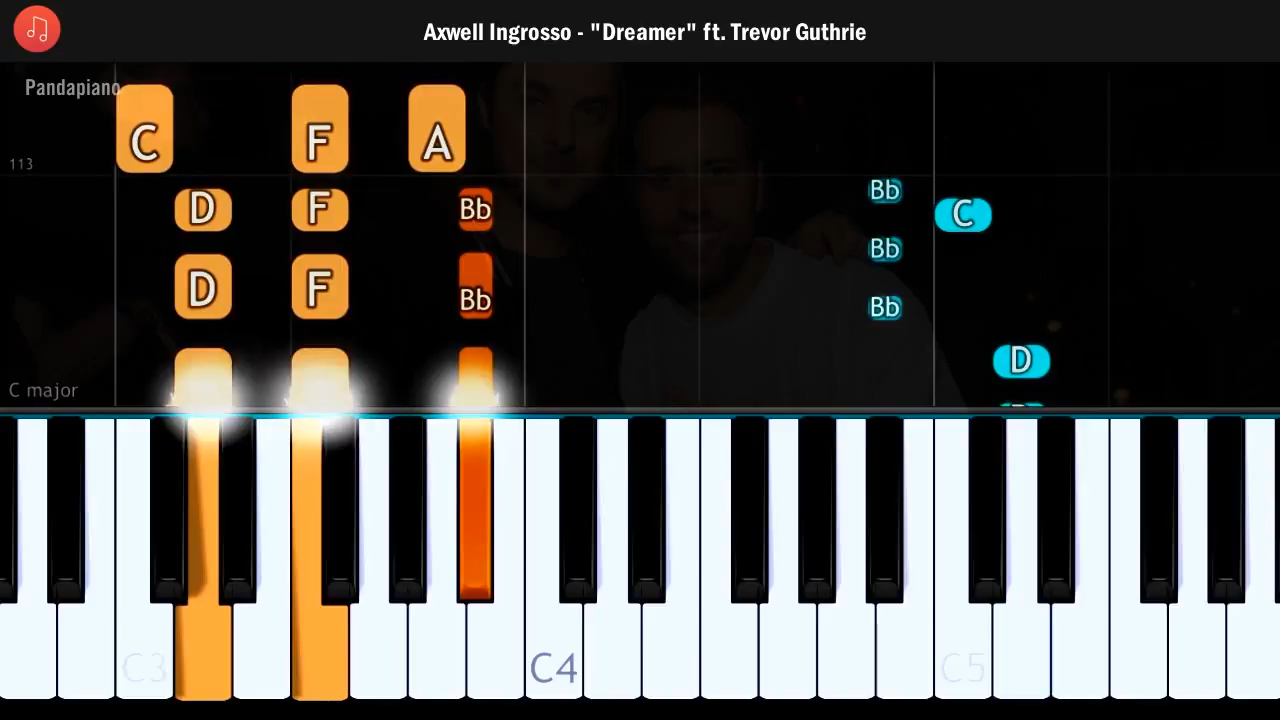 Axwell Ingrosso - "Dreamer" ft. Trevor Guthrie
Pandapiano
C F A
113
Bb
D F Bb C
Bb
D F Bb
Bb
D
C major
C3 C4 C5